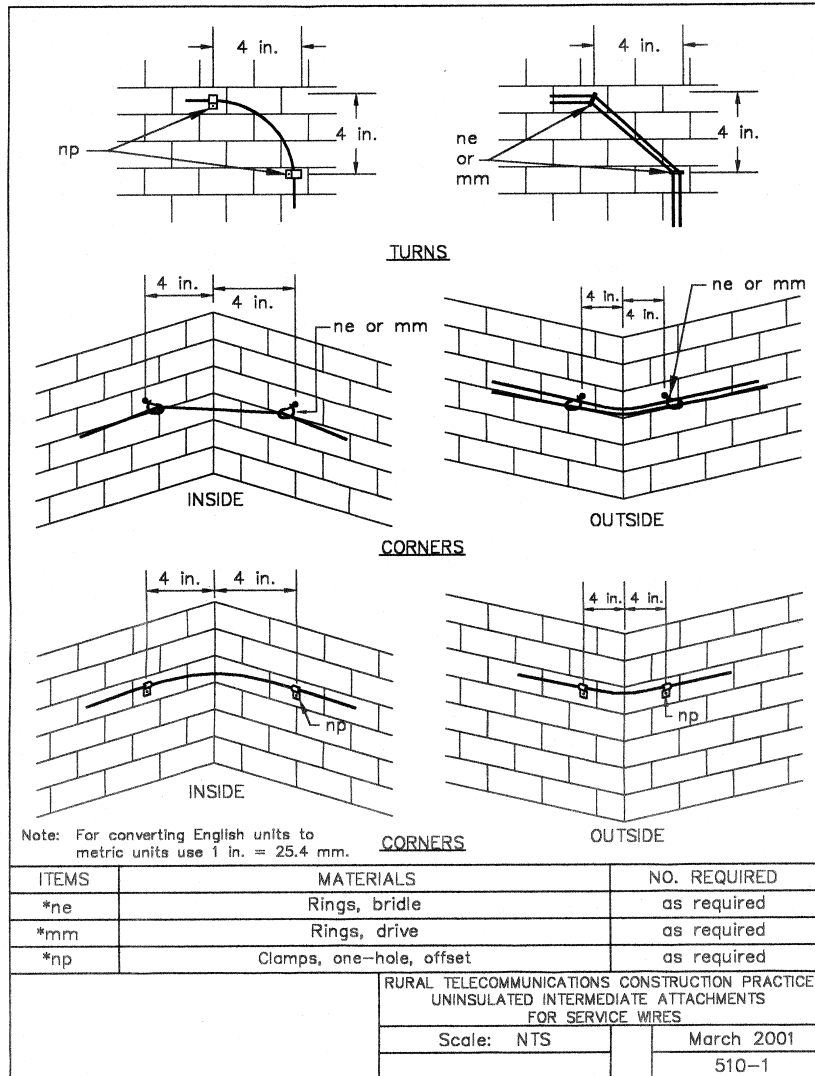 4 in.
4 in.
4 in.
4 in.
np
ne
or
mm
TURNS
4 in.
4 in.
ne or mm
4 in.
4 in.
ne or mm
INSIDE
OUTSIDE
CORNERS
4 in.
4 in.
4 in.
4 in.
np
np
INSIDE
OUTSIDE
Note: For converting English units to
metric units use 1 in. = 25.4 mm.
CORNERS
ITEMS MATERIALS NO. REQUIRED
*ne Rings, bridle as required
*mm Rings, drive as required
*np Clamps, one-hole, offset as required
RURAL TELECOMMUNICATIONS CONSTRUCTION PRACTICE
UNINSULATED INTERMEDIATE ATTACHMENTS
FOR SERVICE WIRES
Scale: NTS March 2001
510-1